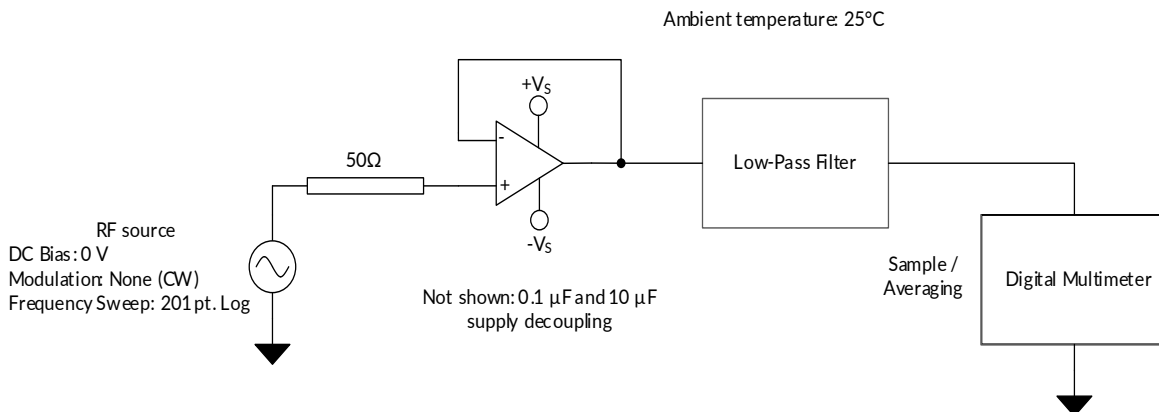 Ambient temperature: 25°C
+VS
-
50Ω
+
Low-Pass Filter
-VS
RF source
DC Bias: 0 V
Modulation: None (CW)
Frequency Sweep: 201 pt. Log
Not shown: 0.1 µF and 10 µF
supply decoupling
Sample /
Averaging
Digital Multimeter